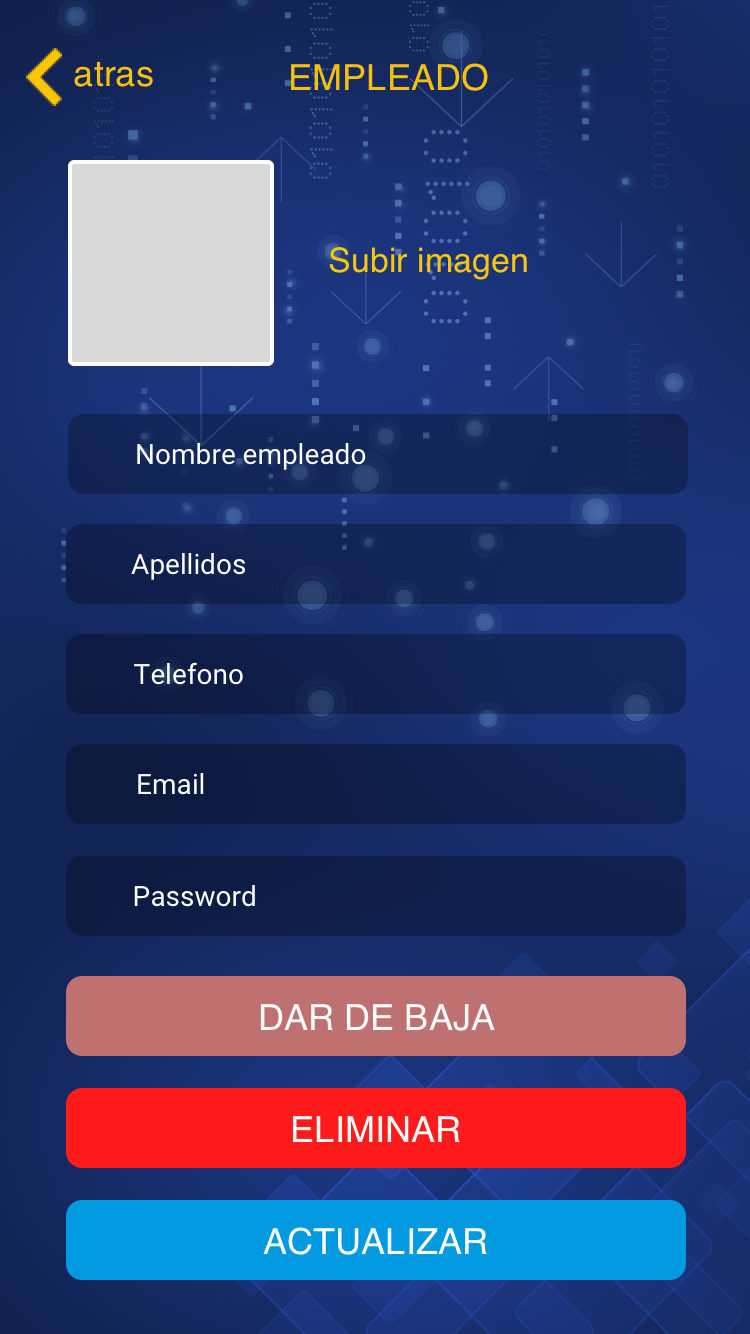 atras
EMPLEADO
Subir imagen
Nombre empleado
Apellidos
Telefono
Email
Password
DAR DE BAJA
ELIMINAR
ACTUALIZAR